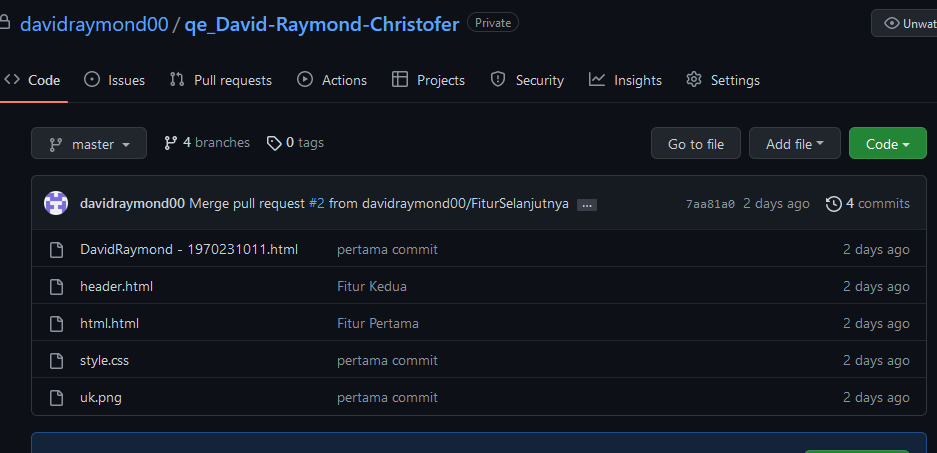 davidraymond00 / qe_David-Raymond-Christofer Private Unwat
<> Code Issues Pull requests Actions Projects Security Insights Settings
master 4 branches 0 tags Go to file Add file Code
davidraymond00 Merge pull request #2 from davidraymond00/FiturSelanjutnya ... 7aa81a0 2 days ago 4 commits
DavidRaymond - 1970231011.html pertama commit 2 days ago
header.html Fitur Kedua 2 days ago
html.html Fitur Pertama 2 days ago
style.css pertama commit 2 days ago
uk.png pertama commit 2 days ago